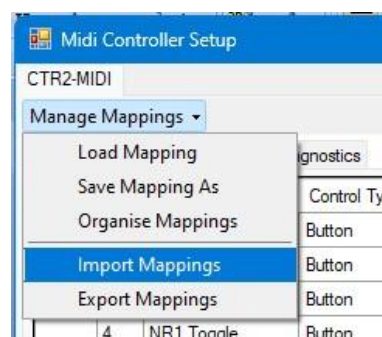 Midi Controller Setup
CTR2-MIDI
Manage Mappings
Load Mapping
gnostics
Save Mapping As
Control Ty
Organise Mappings
Button
Import Mappings
Button
Export Mappings
Button
4 NR1 Toggle Button